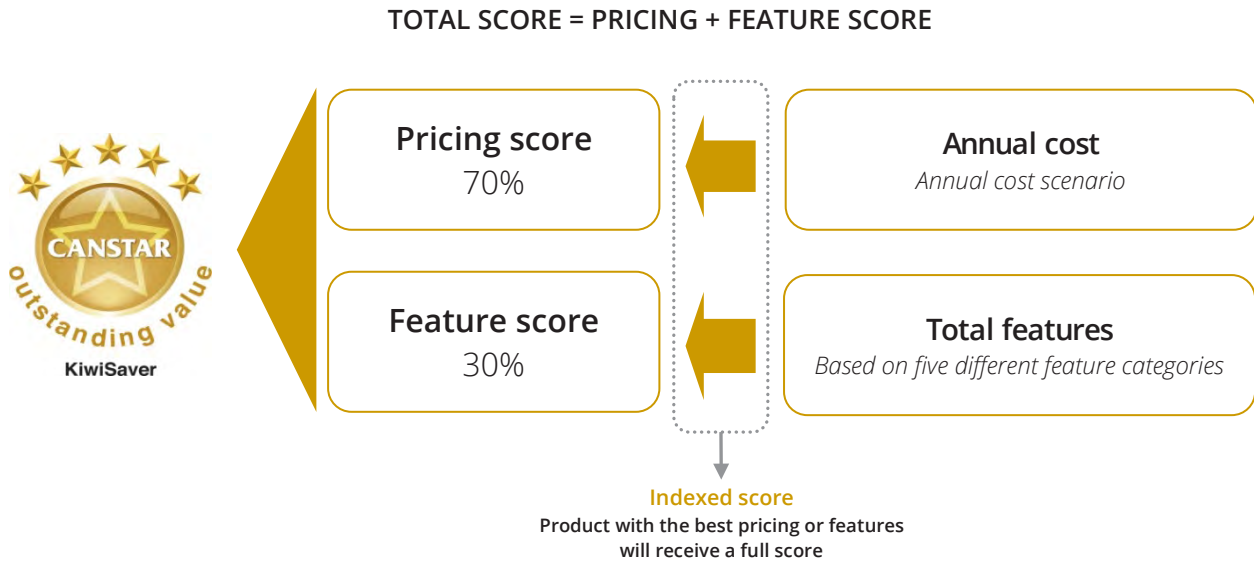 TOTAL SCORE = PRICING + FEATURE SCORE
CANSTAR
outstanding value
KiwiSaver
Pricing score
70%
Annual cost
Annual cost scenario
Feature score
30%
Total features
Based on five different feature categories
Indexed score
Product with the best pricing or features
will receive a full score